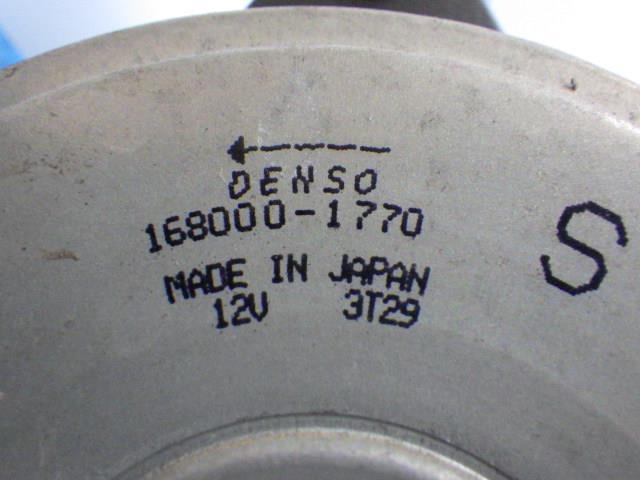 DENSO
168000-1770
MADE IN JAPAN
12V 3T29
S